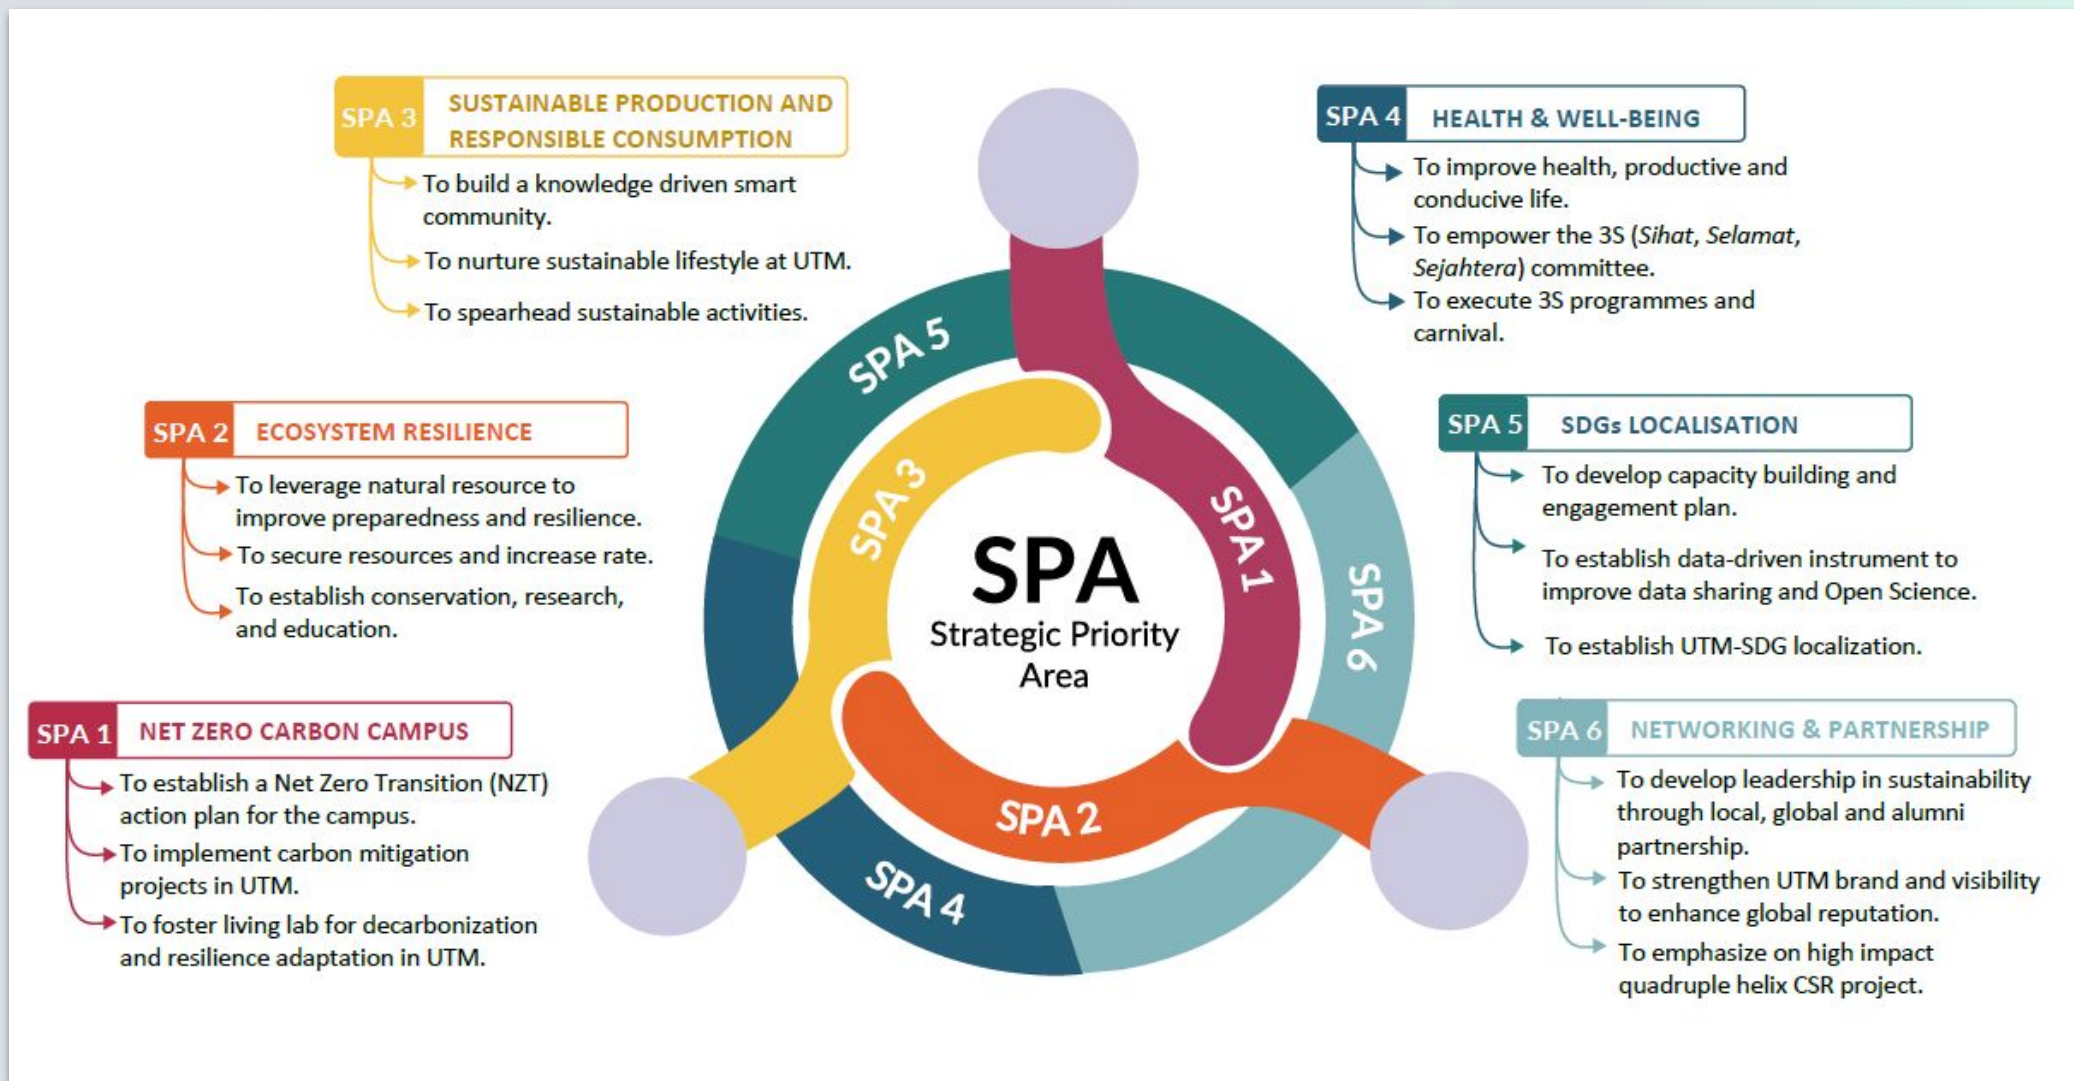 SPA 3
SUSTAINABLE PRODUCTION AND
RESPONSIBLE CONSUMPTION
To build a knowledge driven smart
community.
To nurture sustainable lifestyle at UTM.
To spearhead sustainable activities.
SPA 2
ECOSYSTEM RESILIENCE
To leverage natural resource to
improve preparedness and resilience.
To secure resources and increase rate.
To establish conservation, research,
and education.
SPA 1
NET ZERO CARBON CAMPUS
To establish a Net Zero Transition (NZT)
action plan for the campus.
To implement carbon mitigation
projects in UTM.
To foster living lab for decarbonization
and resilience adaptation in UTM.
SPA 5
SPA 3
SPA 1
SPA 6
SPA 2
SPA 4
SPA
Strategic Priority
Area
SPA 4
HEALTH & WELL-BEING
To improve health, productive and
conducive life.
To empower the 3S (Sihat, Selamat,
Sejahtera) committee.
To execute 3S programmes and
carnival.
SPA 5
SDGs LOCALISATION
To develop capacity building and
engagement plan.
To establish data-driven instrument to
improve data sharing and Open Science.
To establish UTM-SDG localization.
SPA 6
NETWORKING & PARTNERSHIP
To develop leadership in sustainability
through local, global and alumni
partnership.
To strengthen UTM brand and visibility
to enhance global reputation.
To emphasize on high impact
quadruple helix CSR project.